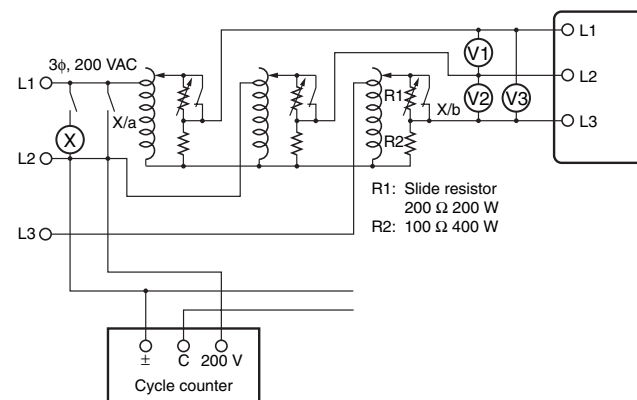 3ϕ, 200 VAC
L1
L2
L3
X
X/a
R1
R2
X/b
V1
V2
V3
L1
L2
L3
R1: Slide resistor
200 Ω 200 W
R2: 100 Ω 400 W
± C 200 V
Cycle counter